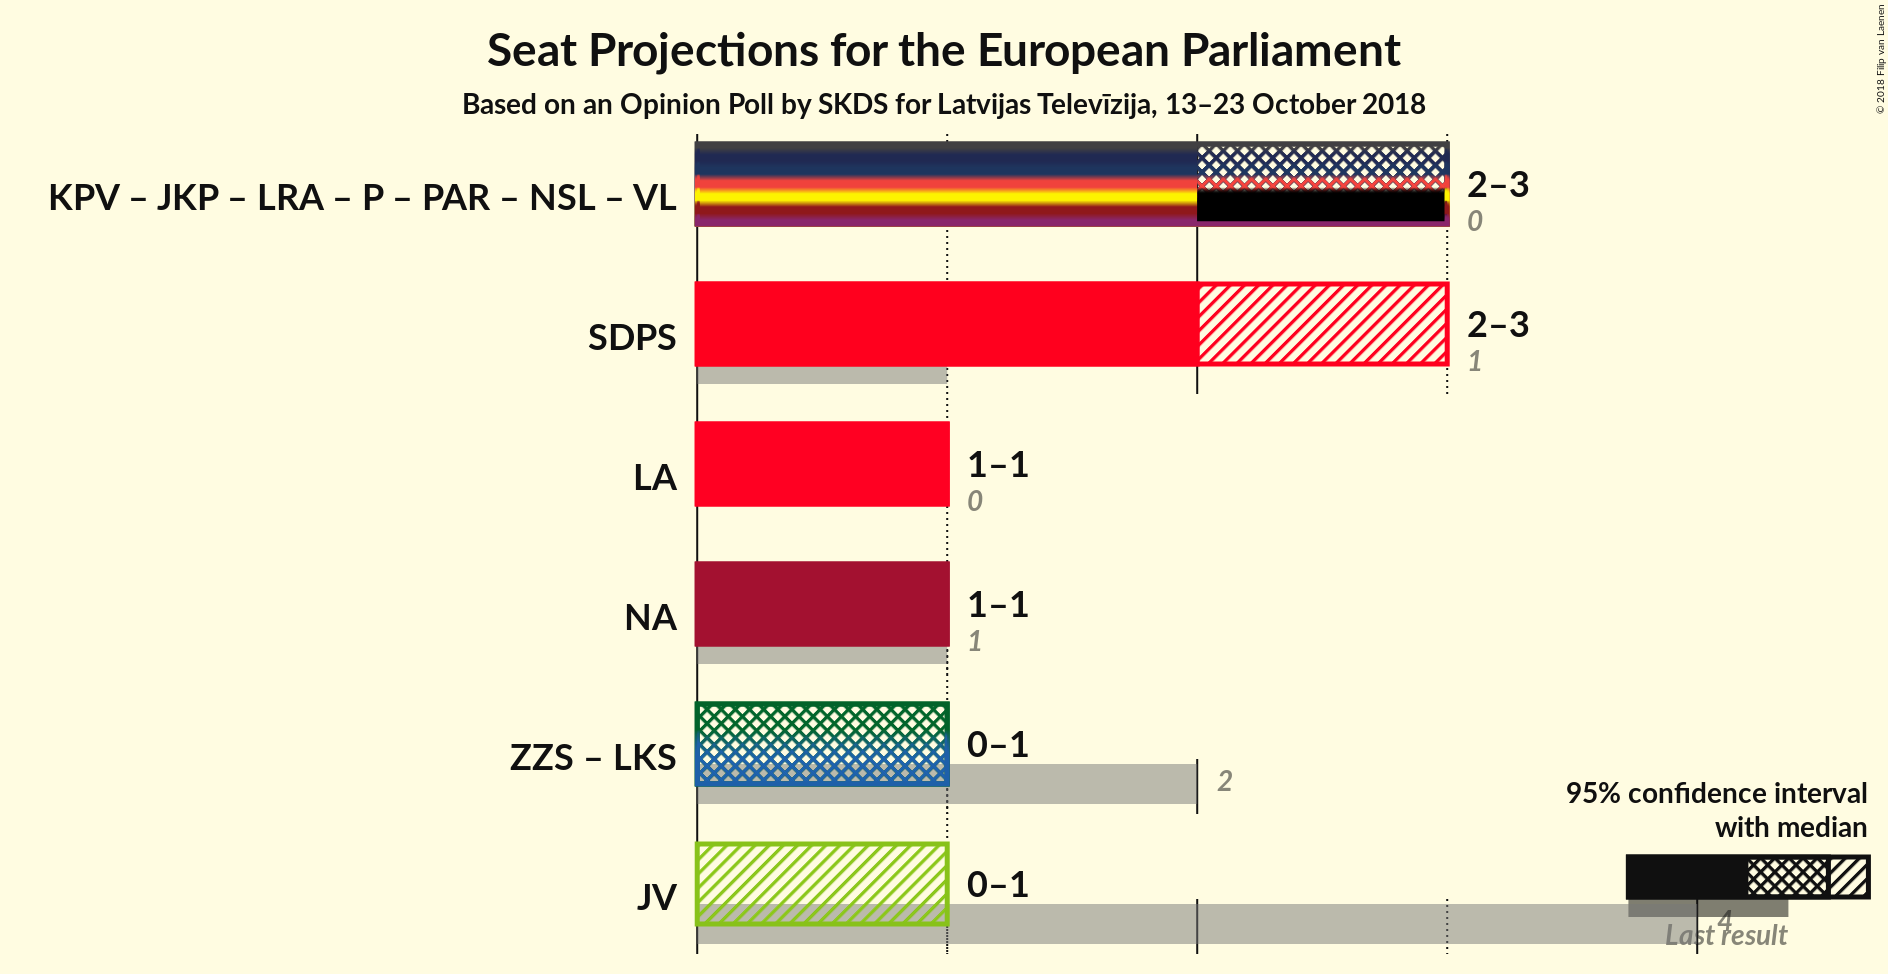 Seat Projections for the European Parliament
Based on an Opinion Poll by SKDS for Latvijas Televīzija, 13–23 October 2018
© 2018 Filip van Laenen
KPV – JKP – LRA – P – PAR – NSL – VL
2–3
0
SDPS
2–3
1
LA
1–1
0
NA
1–1
1
ZZS – LKS
0–1
2
JV
0–1
4
95% confidence interval
with median
Last result